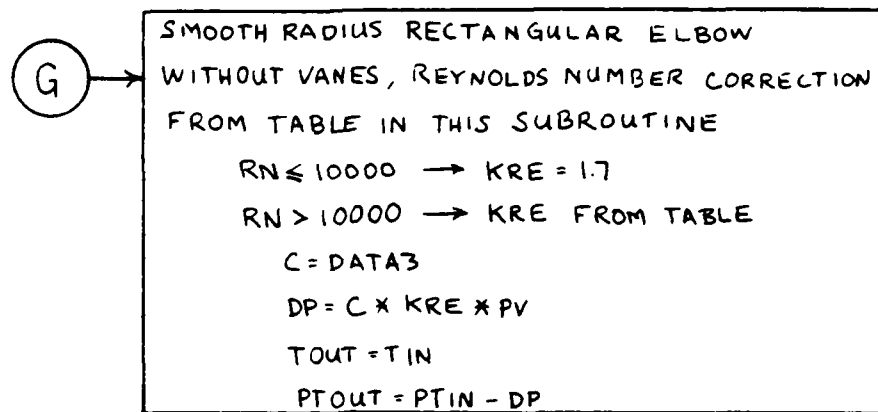 G
SMOOTH RADIUS RECTANGULAR ELBOW
WITHOUT VANES, REYNOLDS NUMBER CORRECTION
FROM TABLE IN THIS SUBROUTINE
RN ≤ 10000 → KRE = 1.7
RN > 10000 → KRE FROM TABLE
C = DATA3
DP = C * KRE * PV
TOUT = TIN
PTOUT = PTIN - DP